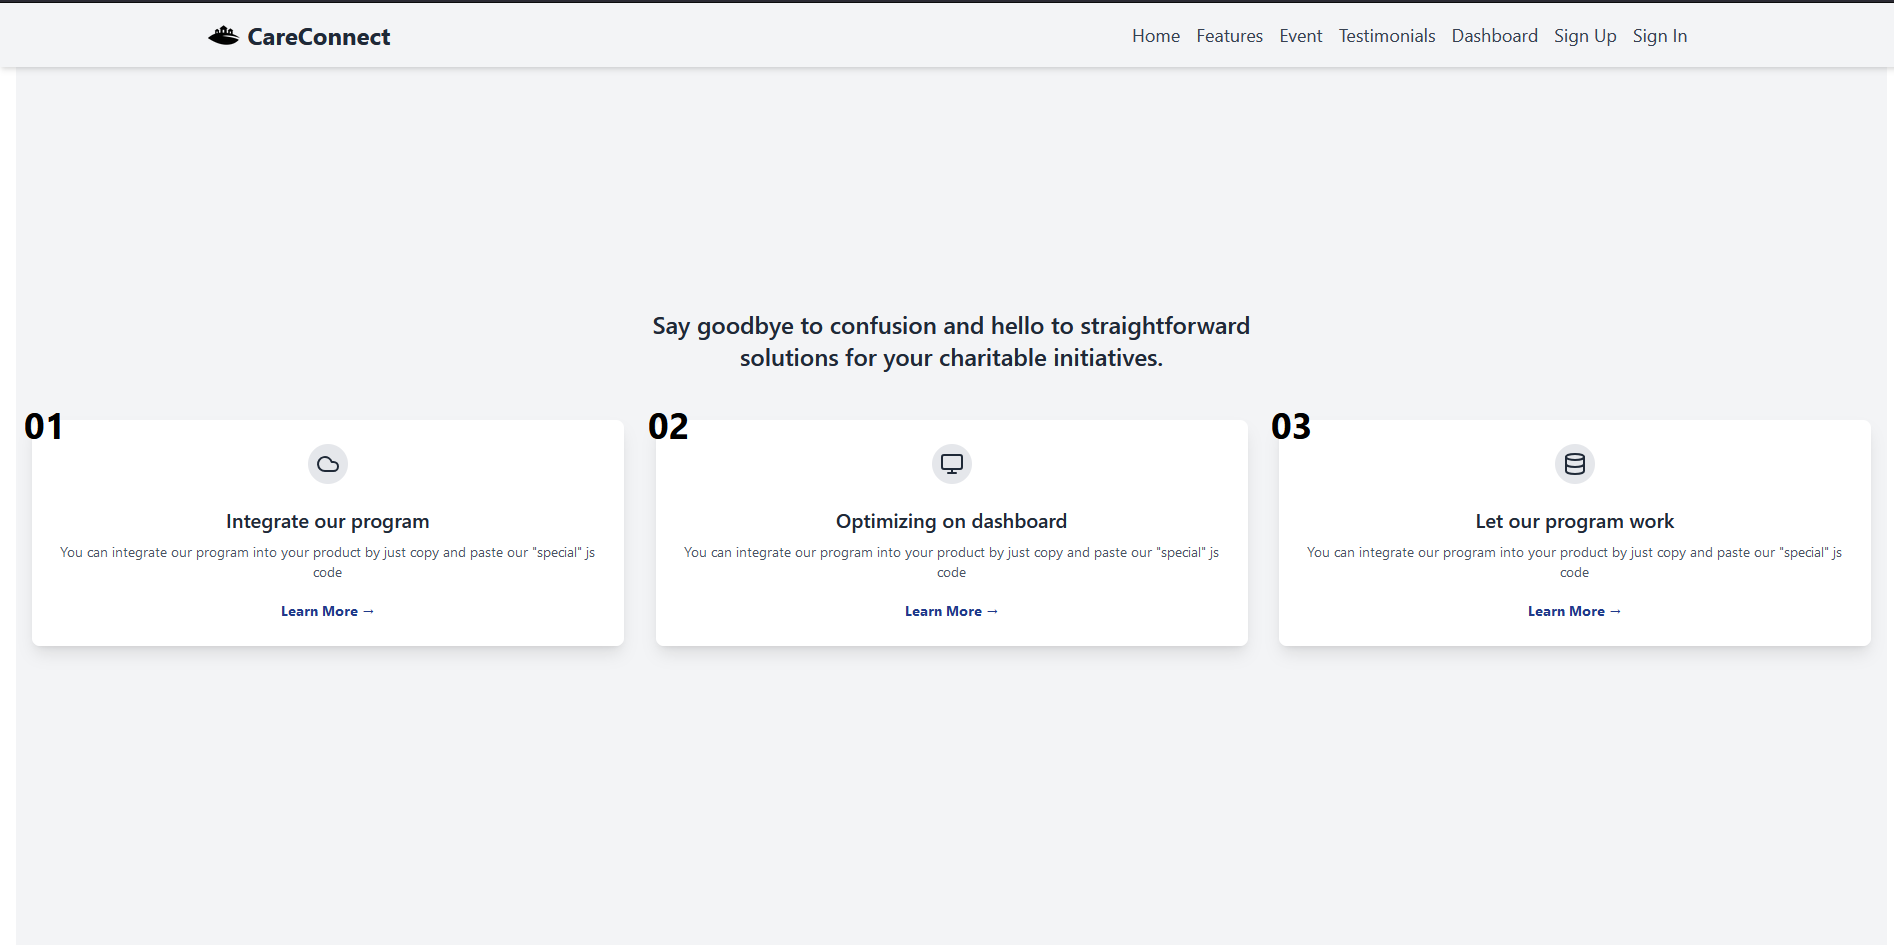 CareConnect
Home Features Event Testimonials Dashboard Sign Up Sign In
Say goodbye to confusion and hello to straightforward
solutions for your charitable initiatives.
01
Integrate our program
You can integrate our program into your product by just copy and paste our "special" js
code
Learn More →
02
Optimizing on dashboard
You can integrate our program into your product by just copy and paste our "special" js
code
Learn More →
03
Let our program work
You can integrate our program into your product by just copy and paste our "special" js
code
Learn More →